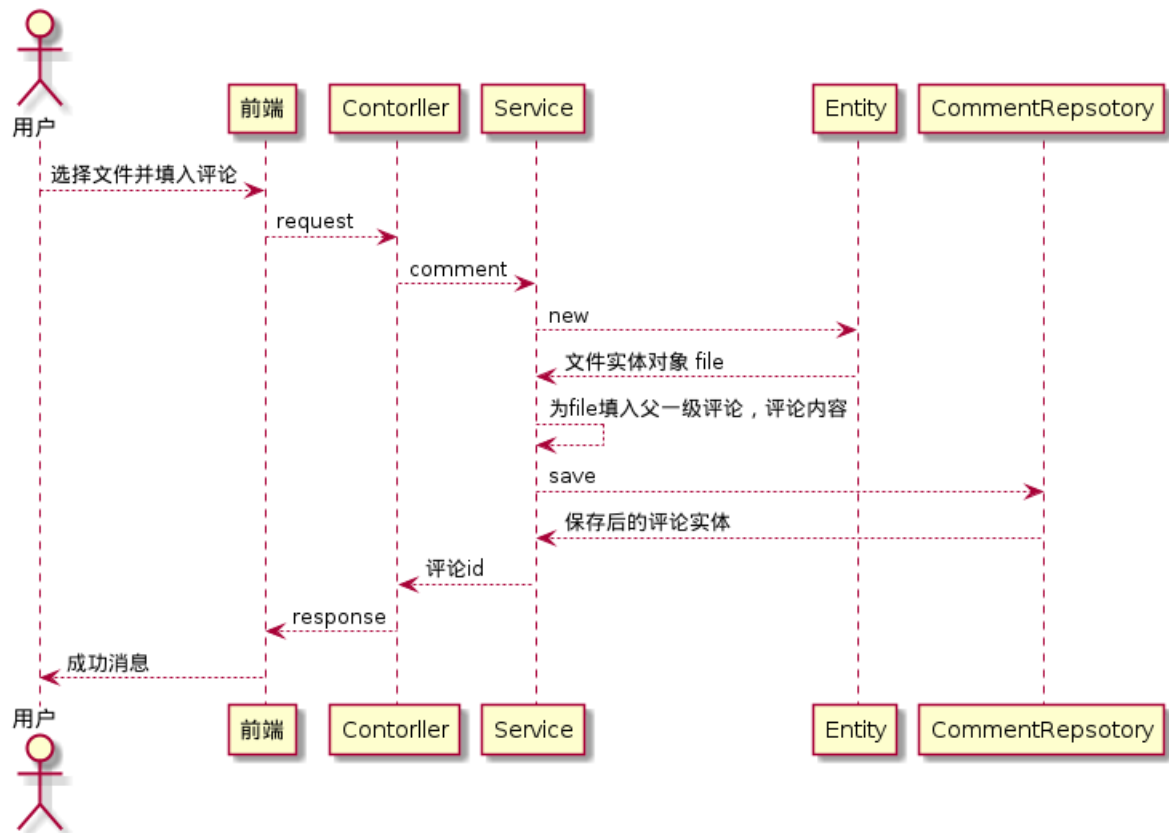 用户
前端
Contorller
Service
Entity
CommentRepsotory
选择文件并填入评论
request
comment
new
文件实体对象 file
为file填入父一级评论，评论内容
save
保存后的评论实体
评论id
response
成功消息
用户
前端
Contorller
Service
Entity
CommentRepsotory